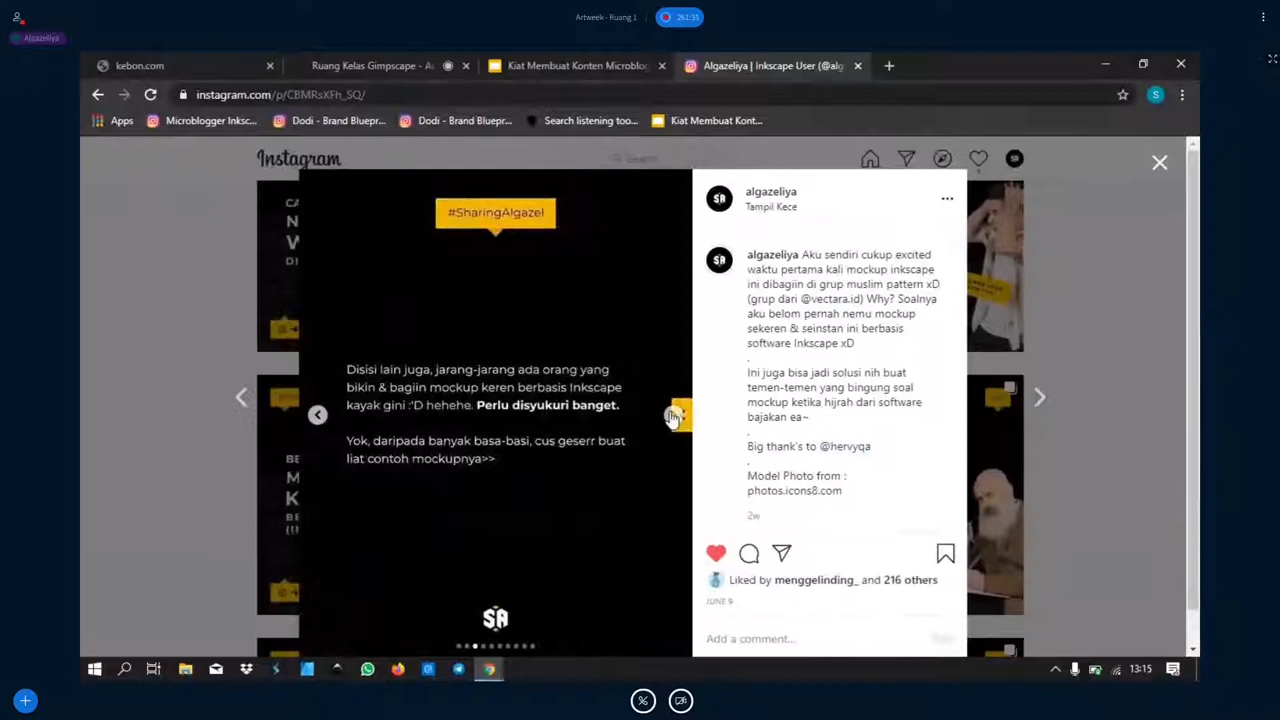 Artweek - Ruang 1
261:35
Algazeliya
kebon.com
Ruang Kelas Gimpscape - Ar
Kiat Membuat Konten Microblog
Algazeliya | Inkscape User (@alg
instagram.com/p/CBMRsXFh_SQ/
S
Apps
Microblogger Inksc...
Dodi - Brand Bluepr...
Dodi - Brand Bluepr...
Search listening too...
Kiat Membuat Kont...
Instagram
Search
#SharingAlgazel
Disisi lain juga, jarang-jarang ada orang yang
bikin & bagiin mockup keren berbasis Inkscape
kayak gini :'D hehehe. Perlu disyukuri banget.
Yok, daripada banyak basa-basi, cus geserr buat
liat contoh mockupnya>>
SA
algazeliya
Tampil Kece
algazeliya Aku sendiri cukup excited
waktu pertama kali mockup inkscape
ini dibagiin di grup muslim pattern xD
(grup dari @vectara.id) Why? Soalnya
aku belom pernah nemu mockup
sekeren & seinstan ini berbasis
software Inkscape xD
.
Ini juga bisa jadi solusi nih buat
temen-temen yang bingung soal
mockup ketika hijrah dari software
bajakan ea~
.
Big thank's to @hervyqa
.
Model Photo from :
photos.icons8.com
2w
Liked by menggelinding_ and 216 others
JUNE 9
Add a comment...
13:15